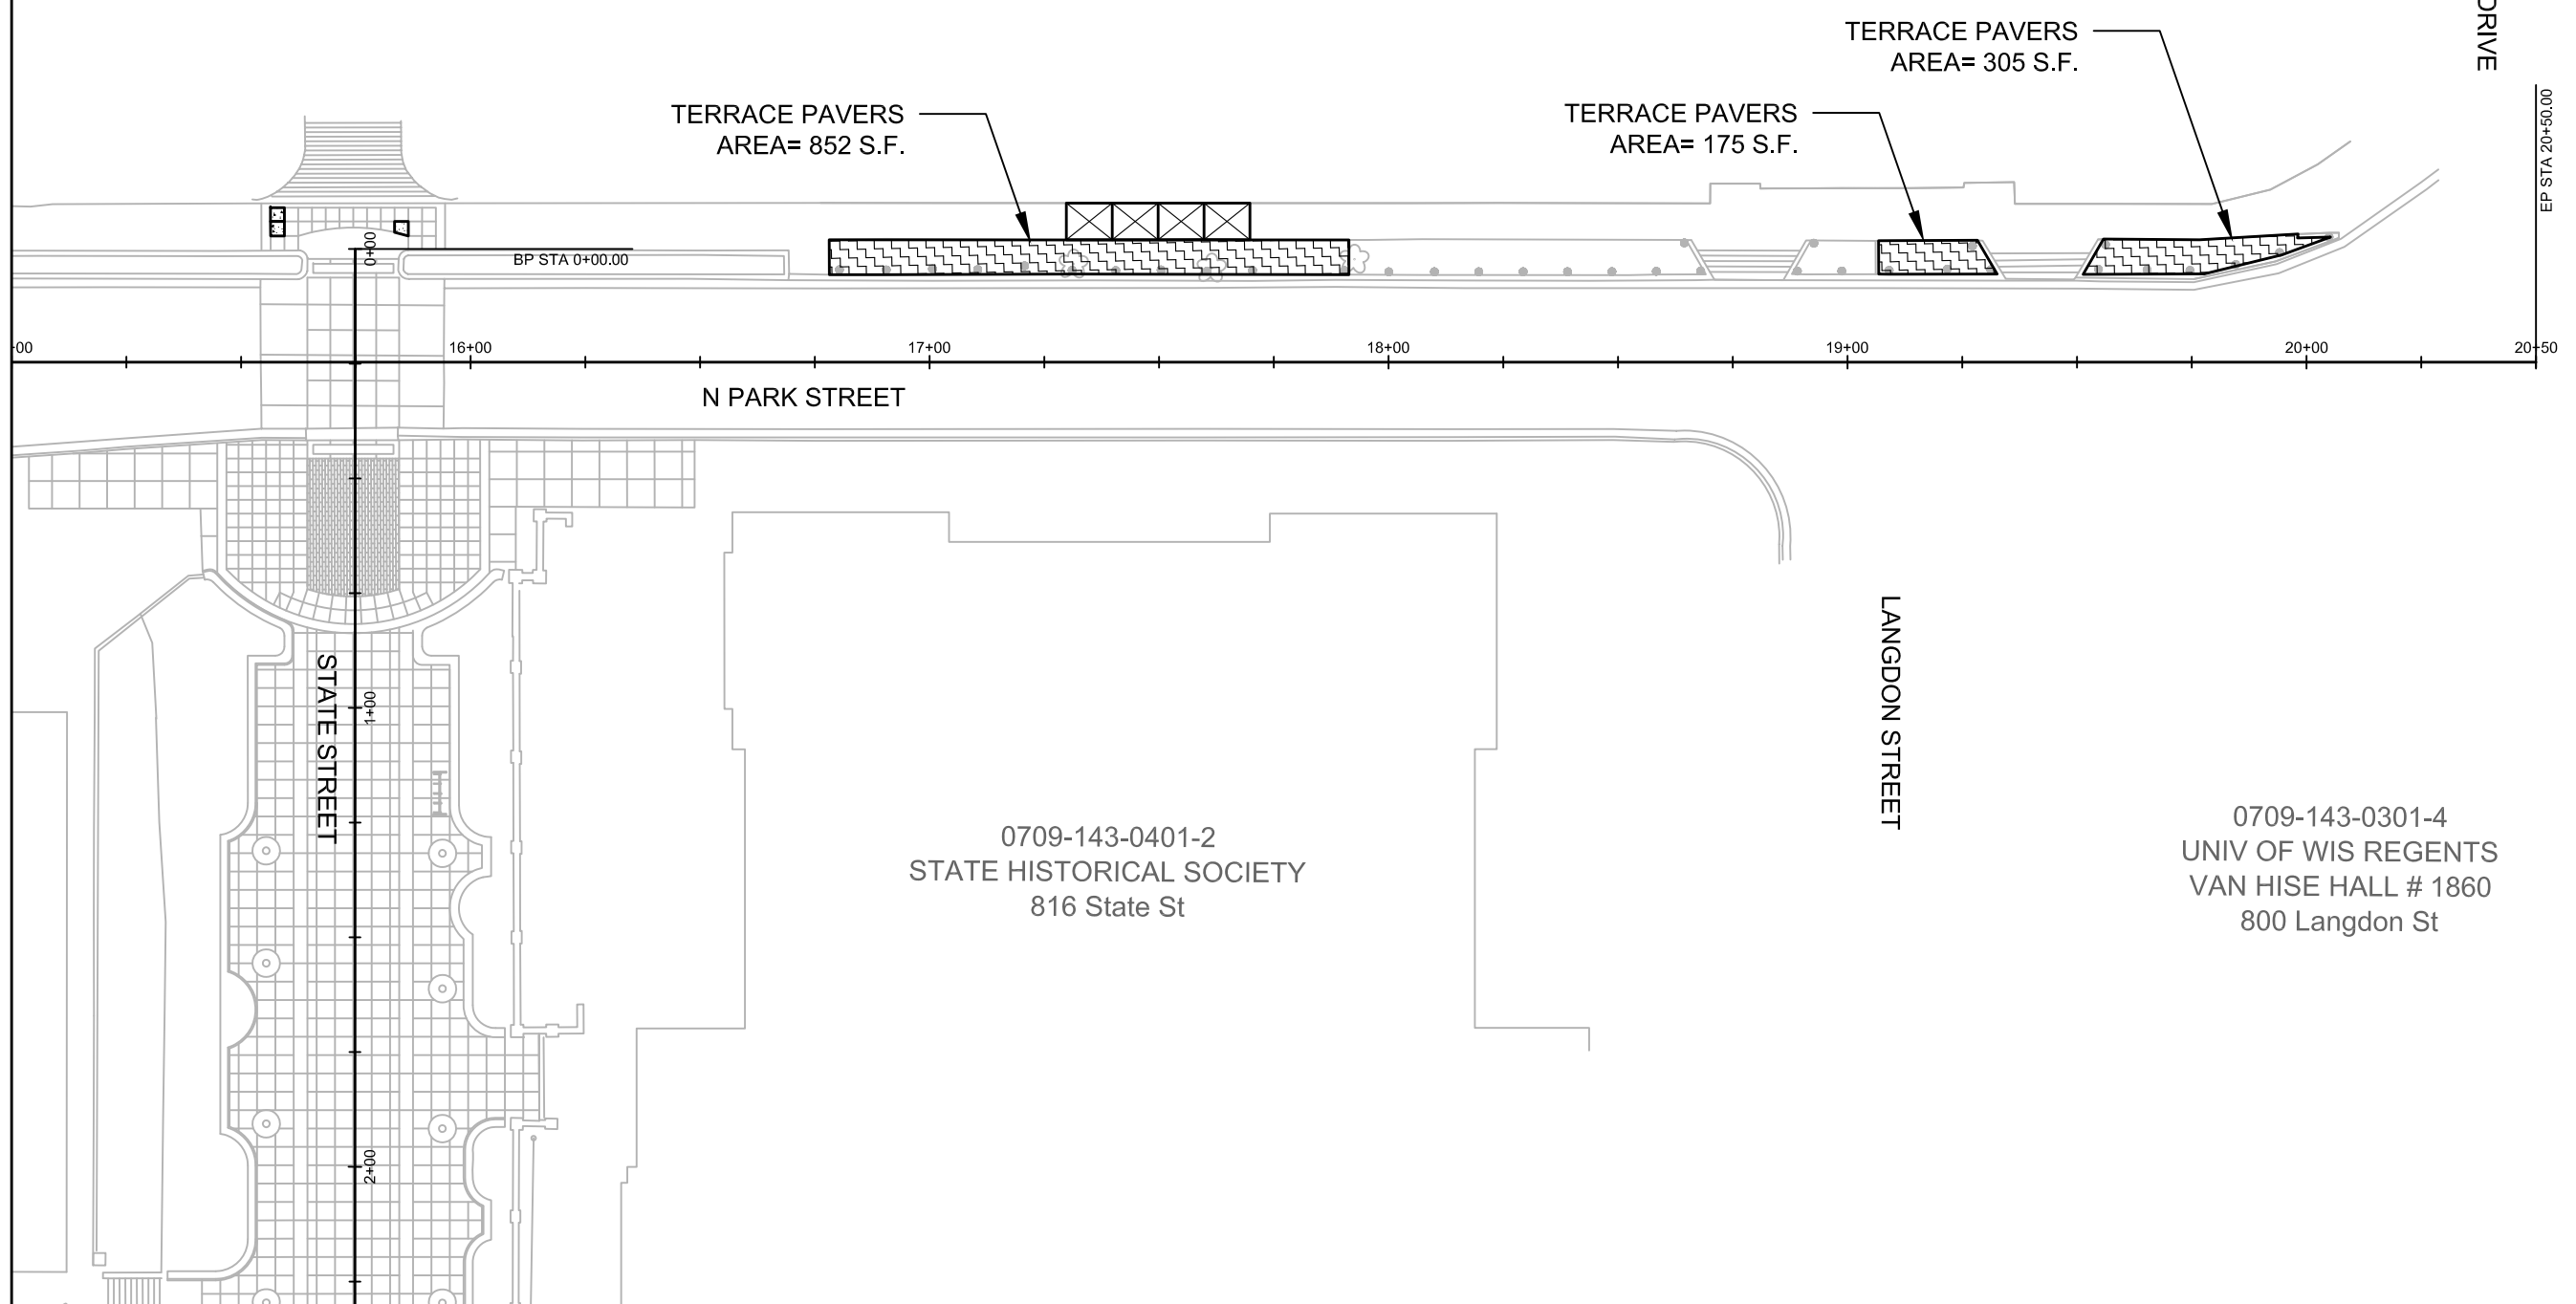 DRIVE
TERRACE PAVERS
AREA= 305 S.F.
TERRACE PAVERS
AREA= 852 S.F.
TERRACE PAVERS
AREA= 175 S.F.
EP STA 20+50.00
0+00
BP STA 0+00.00
16+00
17+00
18+00
19+00
20+00
20+50
N PARK STREET
STATE STREET
1+00
LANGDON STREET
0709-143-0401-2
STATE HISTORICAL SOCIETY
816 State St
0709-143-0301-4
UNIV OF WIS REGENTS
VAN HISE HALL # 1860
800 Langdon St
2+00